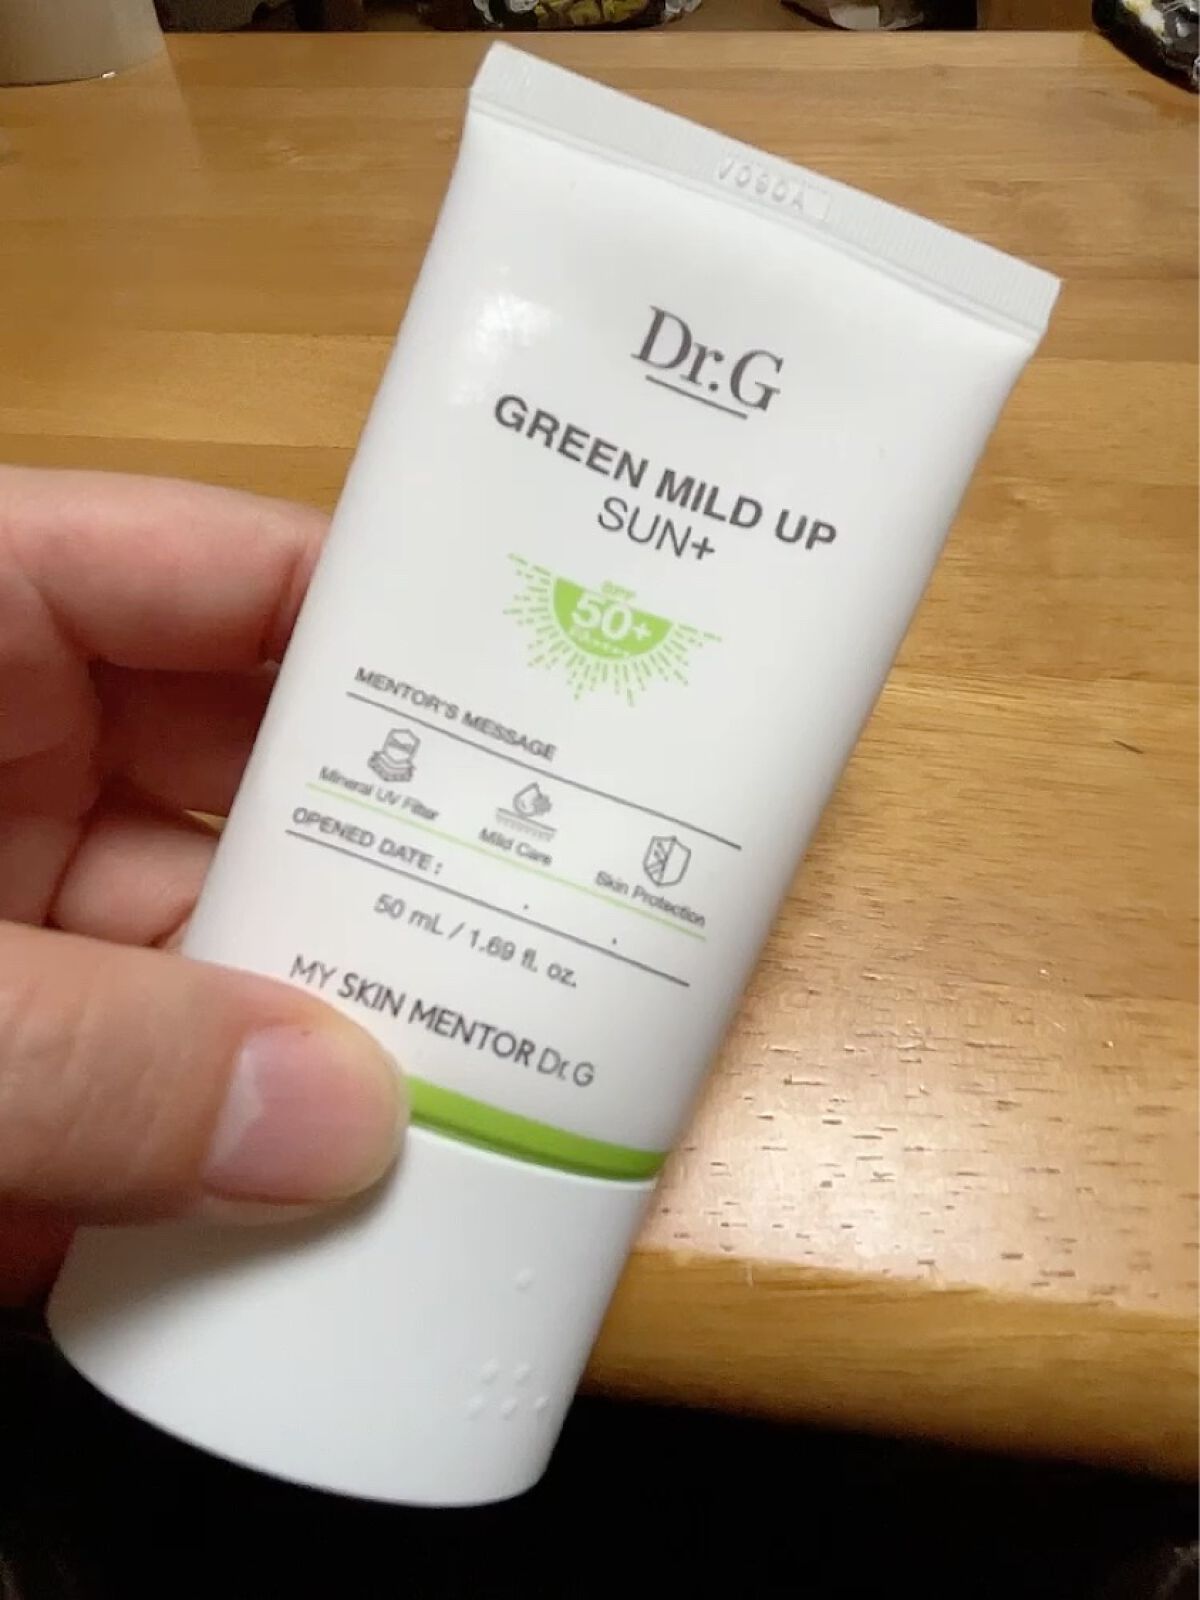 Dr.G
GREEN MILD UP
SUN+
SPF
50+
MENTOR'S MESSAGE
Mineral UV Filter
Mild Care
Skin Protection
OPENED DATE :
50 mL / 1.69 fl. oz.
MY SKIN MENTOR Dr.G